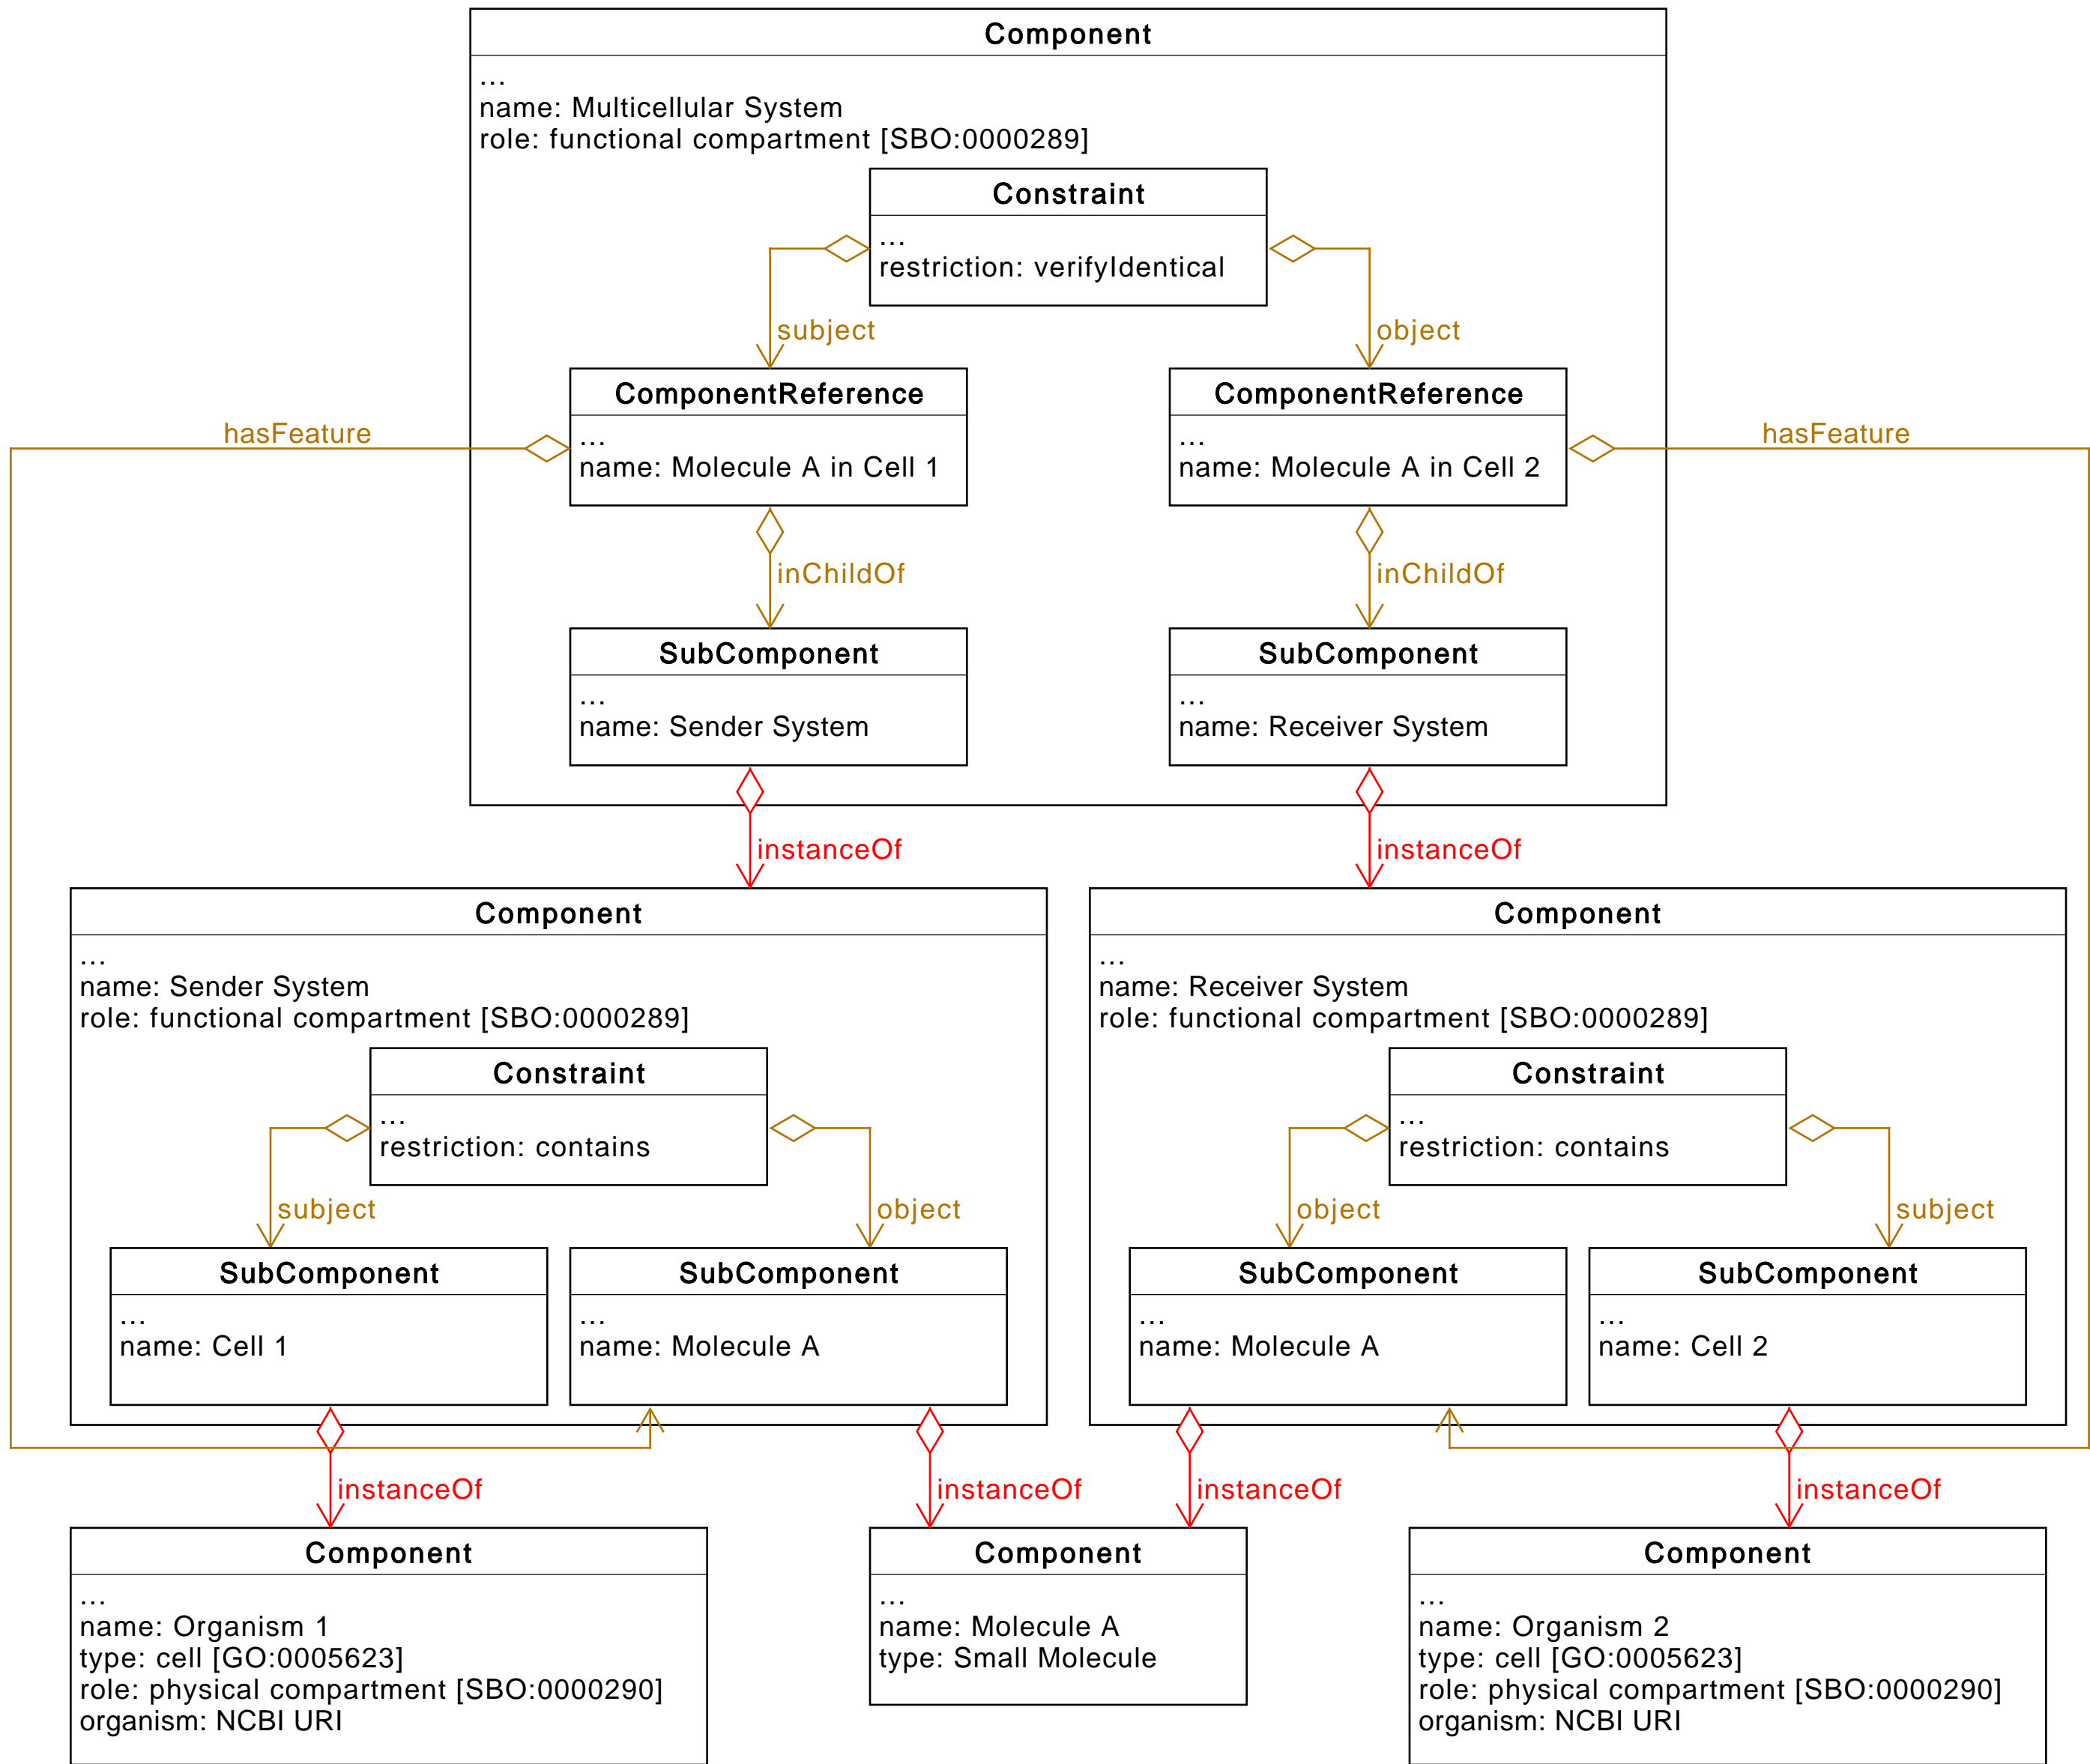 Component
...
name: Multicellular System
role: functional compartment [SBO:0000289]
Constraint
...
restriction: verifyIdentical
subject
object
ComponentReference
...
name: Molecule A in Cell 1
ComponentReference
...
name: Molecule A in Cell 2
hasFeature
hasFeature
inChildOf
inChildOf
SubComponent
...
name: Sender System
SubComponent
...
name: Receiver System
instanceOf
instanceOf
Component
...
name: Sender System
role: functional compartment [SBO:0000289]
Constraint
...
restriction: contains
subject
object
SubComponent
...
name: Cell 1
SubComponent
...
name: Molecule A
Component
...
name: Receiver System
role: functional compartment [SBO:0000289]
Constraint
...
restriction: contains
object
subject
SubComponent
...
name: Molecule A
SubComponent
...
name: Cell 2
instanceOf
instanceOf
instanceOf
instanceOf
Component
...
name: Organism 1
type: cell [GO:0005623]
role: physical compartment [SBO:0000290]
organism: NCBI URI
Component
...
name: Molecule A
type: Small Molecule
Component
...
name: Organism 2
type: cell [GO:0005623]
role: physical compartment [SBO:0000290]
organism: NCBI URI